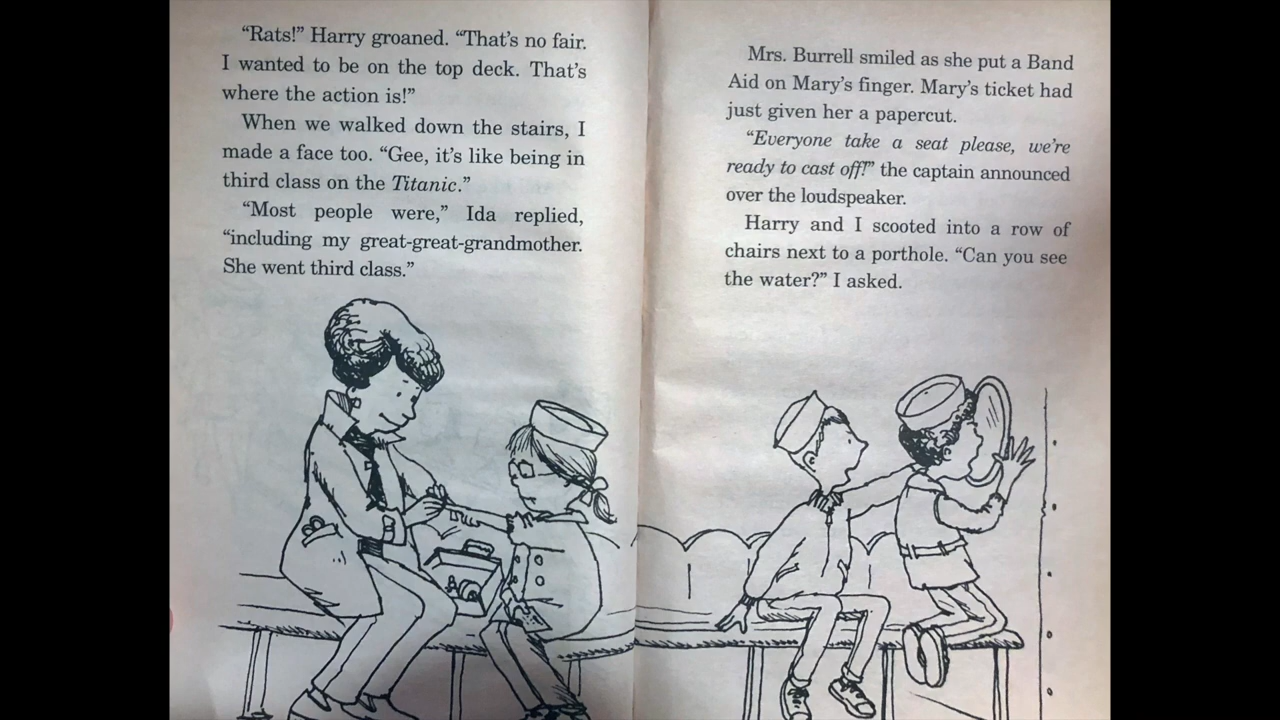 “Rats!” Harry groaned. “That’s no fair.
I wanted to be on the top deck. That’s
where the action is!”
When we walked down the stairs, I
made a face too. “Gee, it’s like being in
third class on the Titanic.”
“Most people were,” Ida replied,
“including my great-great-grandmother.
She went third class.”
Mrs. Burrell smiled as she put a Band
Aid on Mary’s finger. Mary’s ticket had
just given her a papercut.
“Everyone take a seat please, we’re
ready to cast off!” the captain announced
over the loudspeaker.
Harry and I scooted into a row of
chairs next to a porthole. “Can you see
the water?” I asked.